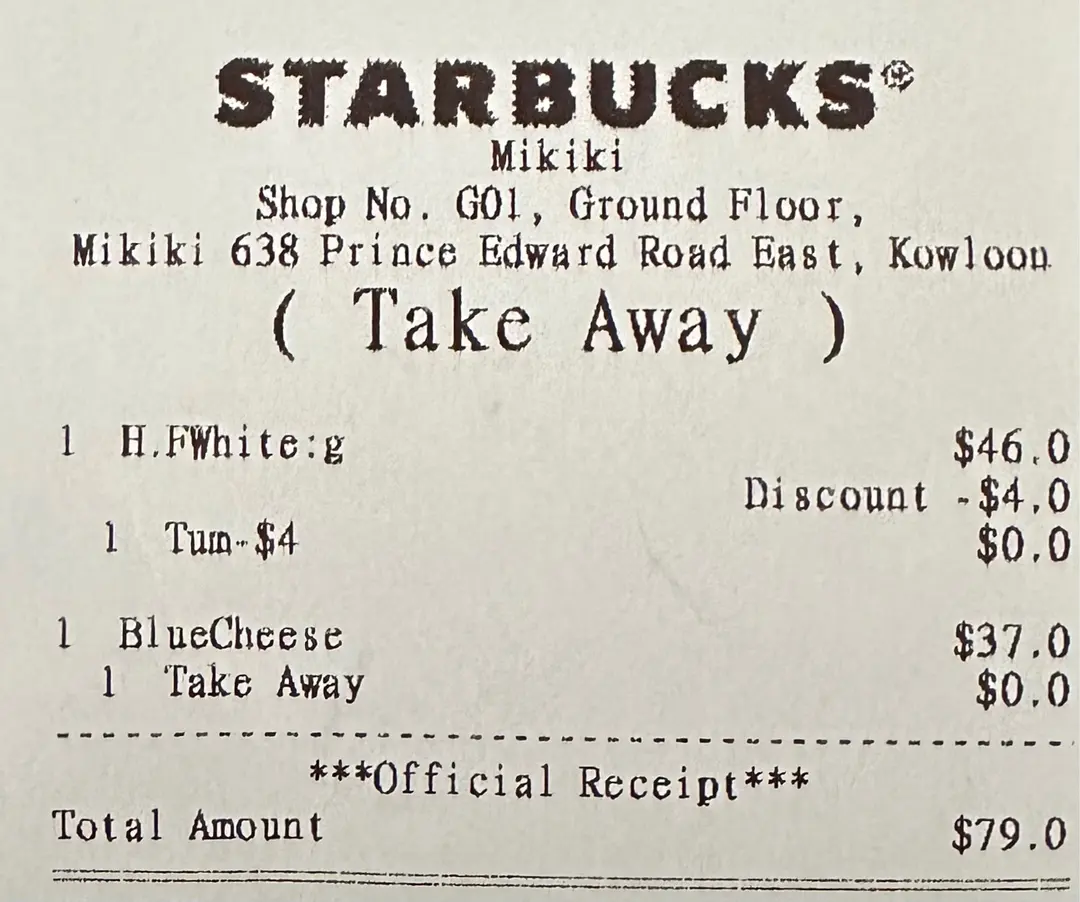 STARBUCKS®
Mikiki
Shop No. G01, Ground Floor,
Mikiki 638 Prince Edward Road East, Kowloon
( Take Away )
1 H.FWhite:g $46.0
Discount -$4.0
1 Tum-$4 $0.0
1 BlueCheese $37.0
1 Take Away $0.0
***Official Receipt***
Total Amount $79.0